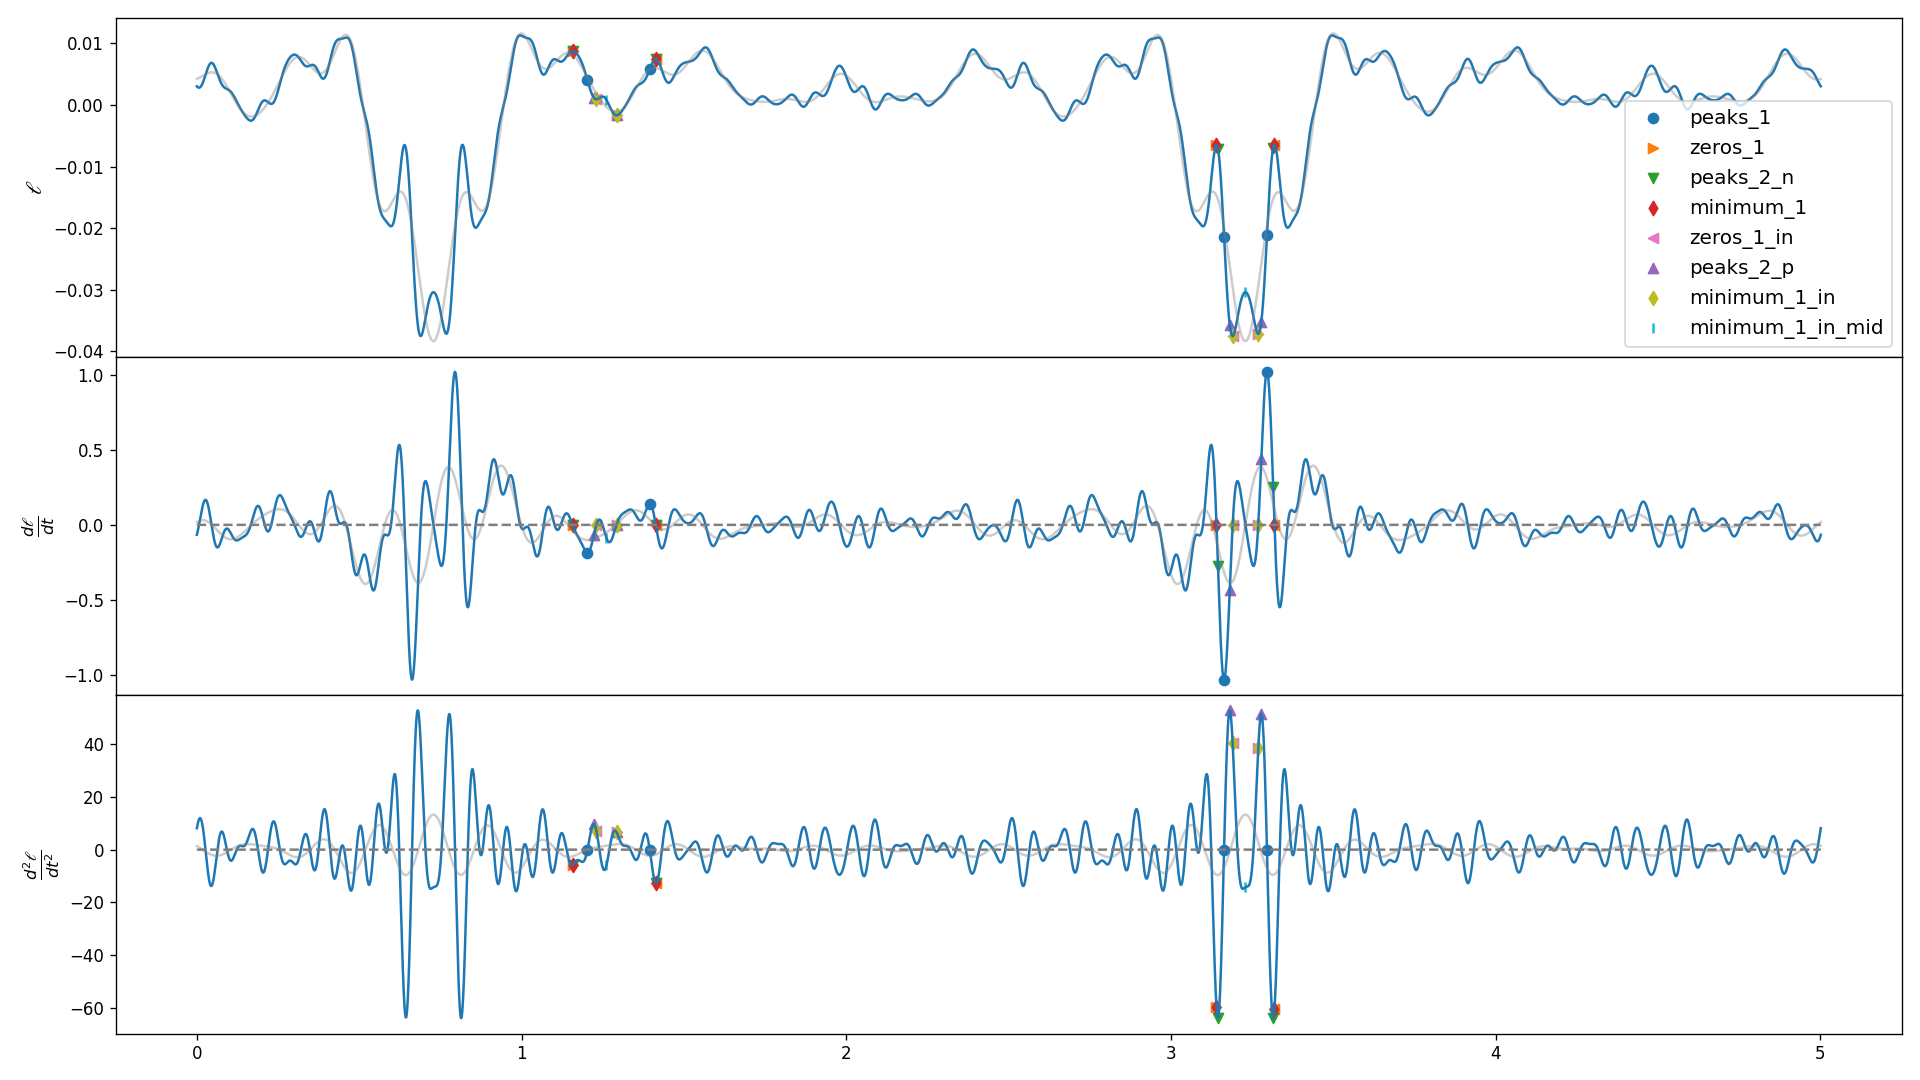 0.01
0.00
−0.01
−0.02
−0.03
−0.04
ℓ
peaks_1
zeros_1
peaks_2_n
minimum_1
zeros_1_in
peaks_2_p
minimum_1_in
minimum_1_in_mid
1.0
0.5
0.0
−0.5
−1.0
dℓ
dt
40
20
0
−20
−40
−60
d²ℓ
dt²
0 1 2 3 4 5